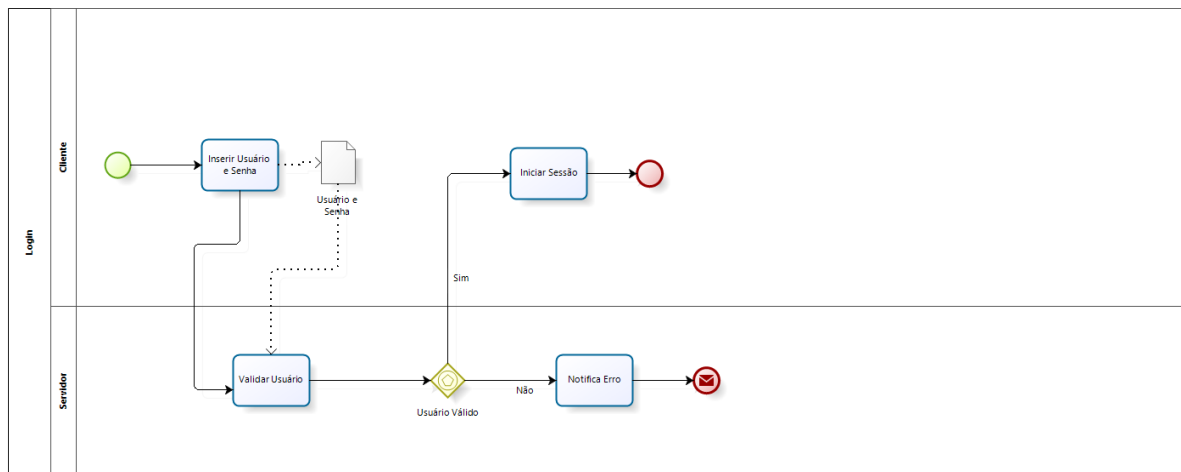 Login
Cliente
Inserir Usuário
e Senha
Usuário e
Senha
Iniciar Sessão
Sim
Servidor
Validar Usuário
Usuário Válido
Não
Notifica Erro